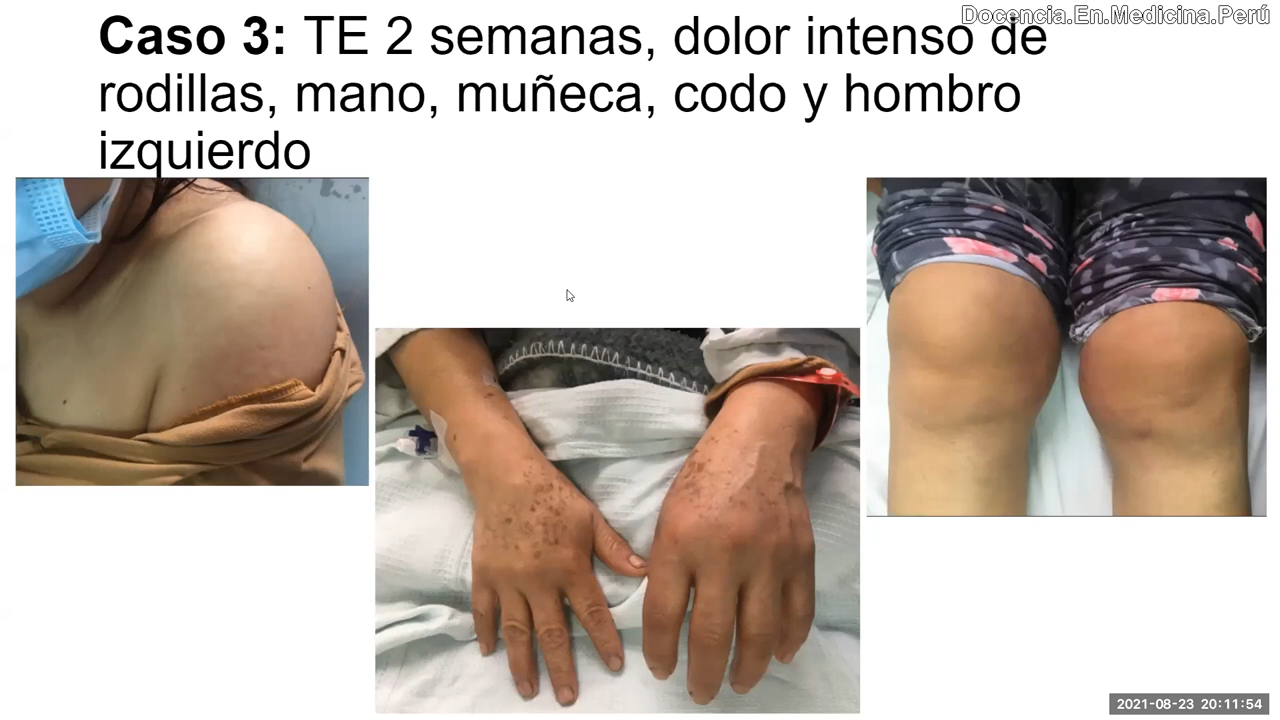 Docencia.En.Medicina.Perú
Caso 3: TE 2 semanas, dolor intenso de
rodillas, mano, muñeca, codo y hombro
izquierdo
2021-08-23 20:11:54